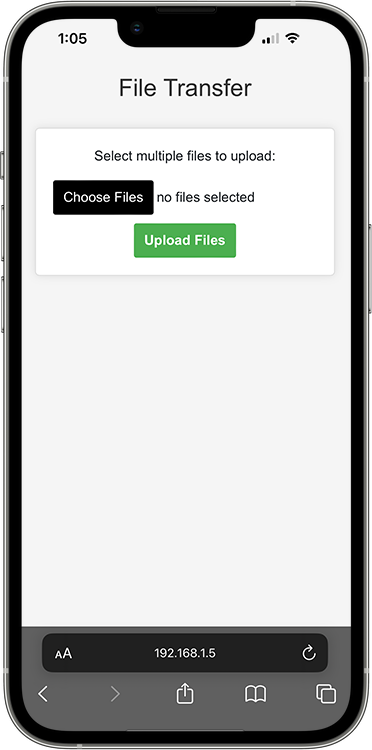 1:05
File Transfer
Select multiple files to upload:
Choose Files no files selected
Upload Files
AA 192.168.1.5